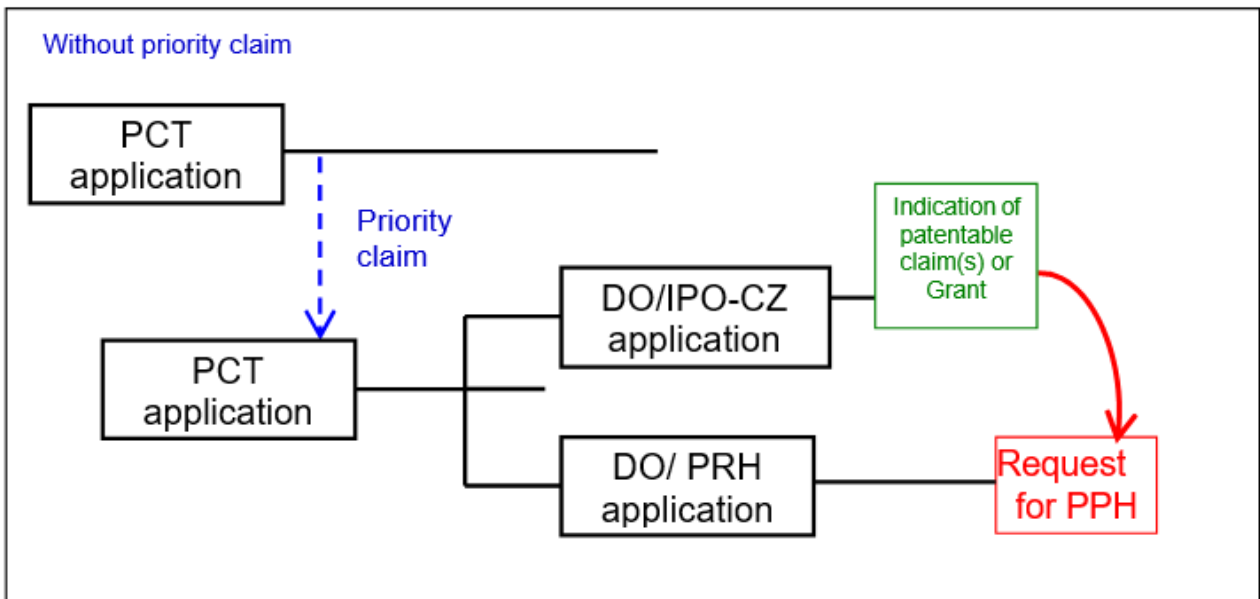 Without priority claim
PCT
application
Priority
claim
Indication of
patentable
claim(s) or
Grant
DO/IPO-CZ
application
PCT
application
DO/ PRH
application
Request
for PPH